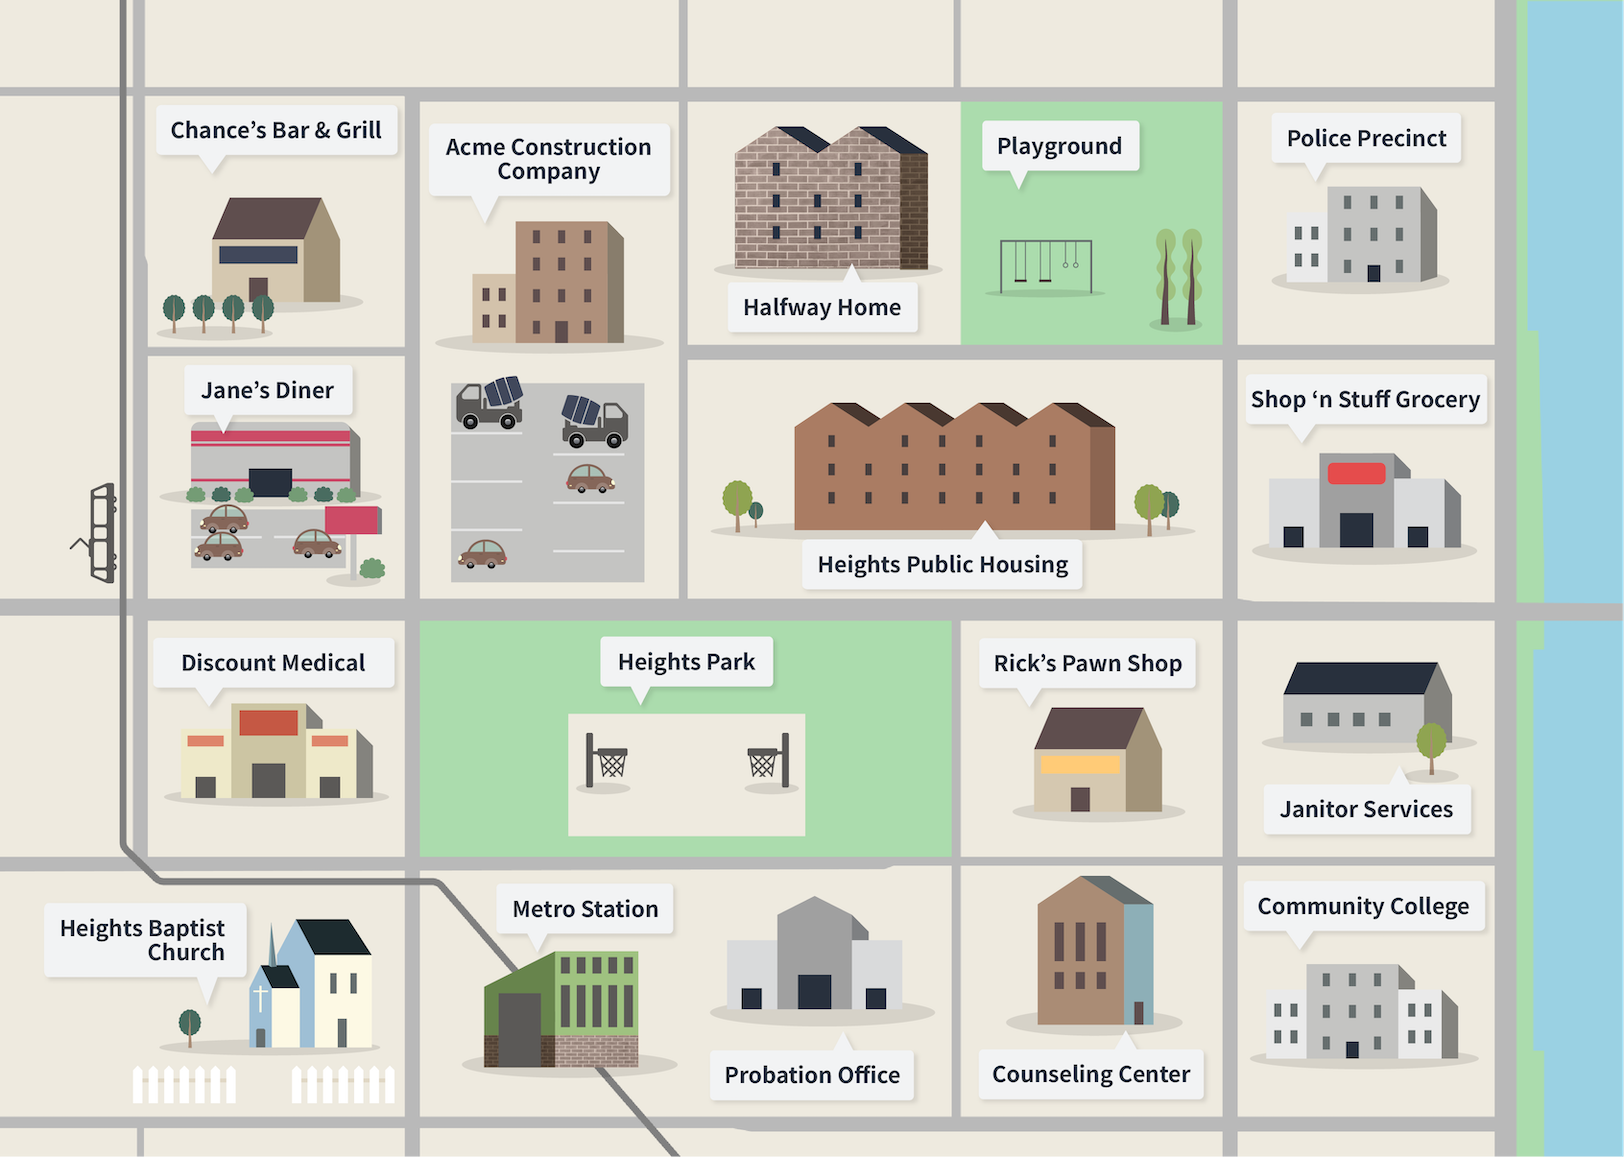 Chance’s Bar & Grill
Acme Construction
Company
Playground
Police Precinct
Halfway Home
Jane’s Diner
Shop ‘n Stuff Grocery
Heights Public Housing
Discount Medical
Heights Park
Rick’s Pawn Shop
Janitor Services
Heights Baptist
Church
Metro Station
Community College
Probation Office
Counseling Center